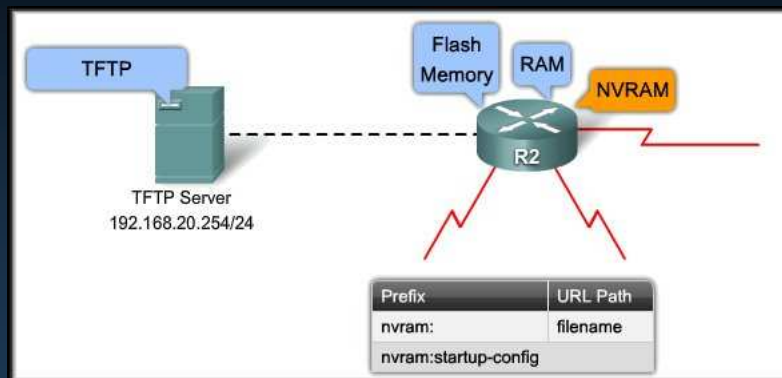 TFTP
Flash
Memory
RAM
NVRAM
R2
TFTP Server
192.168.20.254/24
Prefix URL Path
nvram: filename
nvram:startup-config